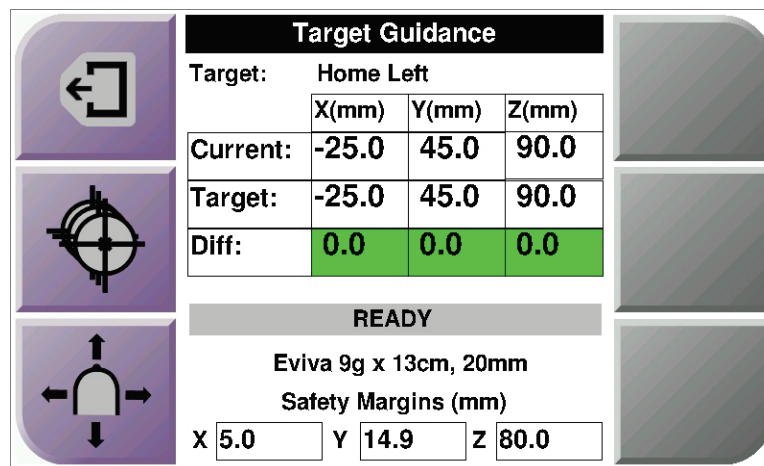 Target Guidance
Target: Home Left
X(mm) Y(mm) Z(mm)
Current: -25.0 45.0 90.0
Target: -25.0 45.0 90.0
Diff: 0.0 0.0 0.0
READY
Eviva 9g x 13cm, 20mm
Safety Margins (mm)
X 5.0 Y 14.9 Z 80.0